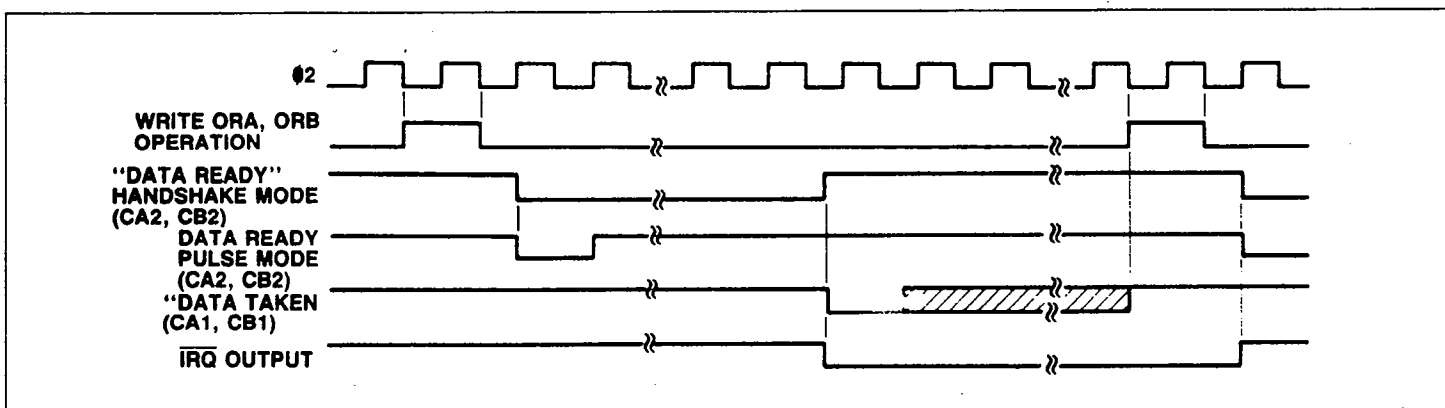 ϕ2
WRITE ORA, ORB
OPERATION
“DATA READY”
HANDSHAKE MODE
(CA2, CB2)
DATA READY
PULSE MODE
(CA2, CB2)
“DATA TAKEN
(CA1, CB1)
IRQ OUTPUT